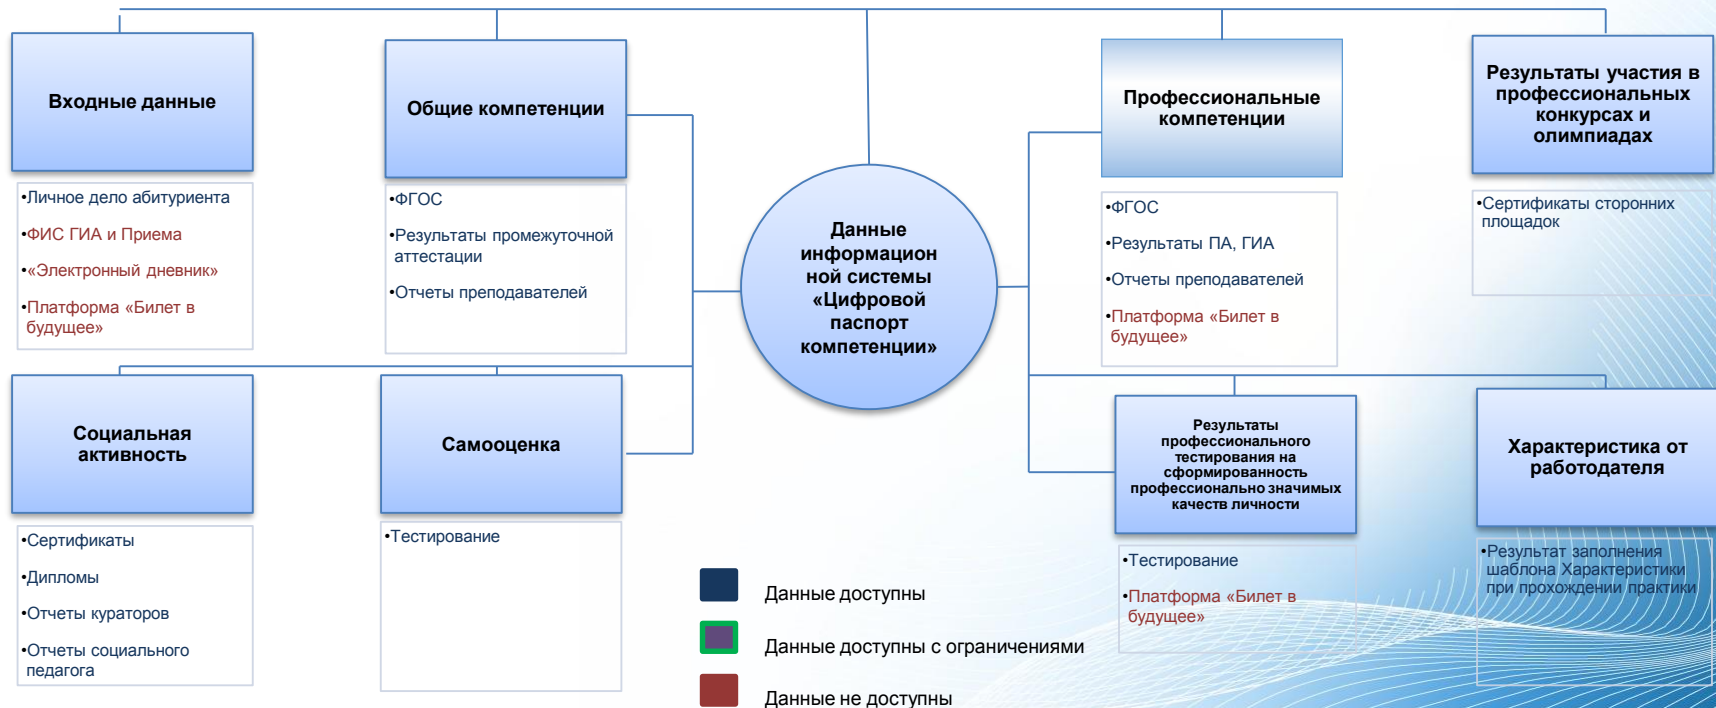 Входные данные
•Личное дело абитуриента
•ФИС ГИА и Приема
•«Электронный дневник»
•Платформа «Билет в
будущее»
Общие компетенции
•ФГОС
•Результаты промежуточной
аттестации
•Отчеты преподавателей
Данные
информацион
ной системы
«Цифровой
паспорт
компетенции»
Профессиональные
компетенции
•ФГОС
•Результаты ПА, ГИА
•Отчеты преподавателей
•Платформа «Билет в
будущее»
Результаты участия в
профессиональных
конкурсах и
олимпиадах
•Сертификаты сторонних
площадок
Социальная
активность
•Сертификаты
•Дипломы
•Отчеты кураторов
•Отчеты социального
педагога
Самооценка
•Тестирование
Результаты
профессионального
тестирования на
сформированность
профессионально значимых
качеств личности
•Тестирование
•Платформа «Билет в
будущее»
Характеристика от
работодателя
•Результат заполнения
шаблона Характеристики
при прохождении практики
Данные доступны
Данные доступны с ограничениями
Данные не доступны